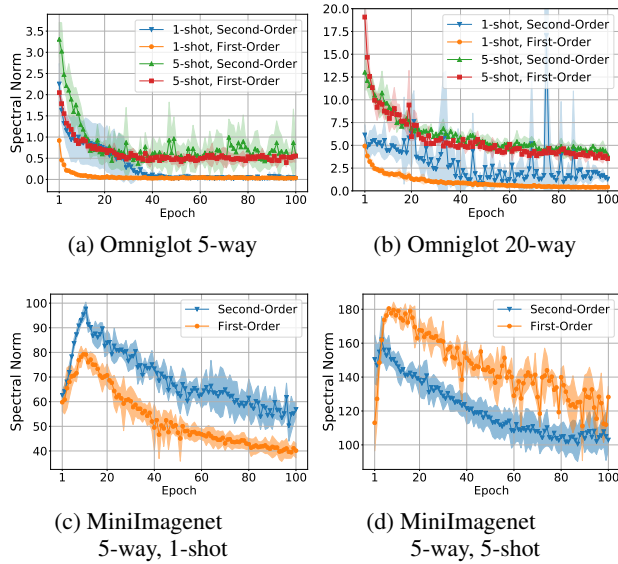 Spectral Norm
3.5
3.0
2.5
2.0
1.5
1.0
0.5
0.0
1-shot, Second-Order
1-shot, First-Order
5-shot, Second-Order
5-shot, First-Order
1 20 40 60 80 100
Epoch
(a) Omniglot 5-way
Spectral Norm
20.0
17.5
15.0
12.5
10.0
7.5
5.0
2.5
0.0
1-shot, Second-Order
1-shot, First-Order
5-shot, Second-Order
5-shot, First-Order
1 20 40 60 80 100
Epoch
(b) Omniglot 20-way
Spectral Norm
100
90
80
70
60
50
40
Second-Order
First-Order
1 20 40 60 80 100
Epoch
(c) MiniImagenet
5-way, 1-shot
Spectral Norm
180
160
140
120
100
Second-Order
First-Order
1 20 40 60 80 100
Epoch
(d) MiniImagenet
5-way, 5-shot